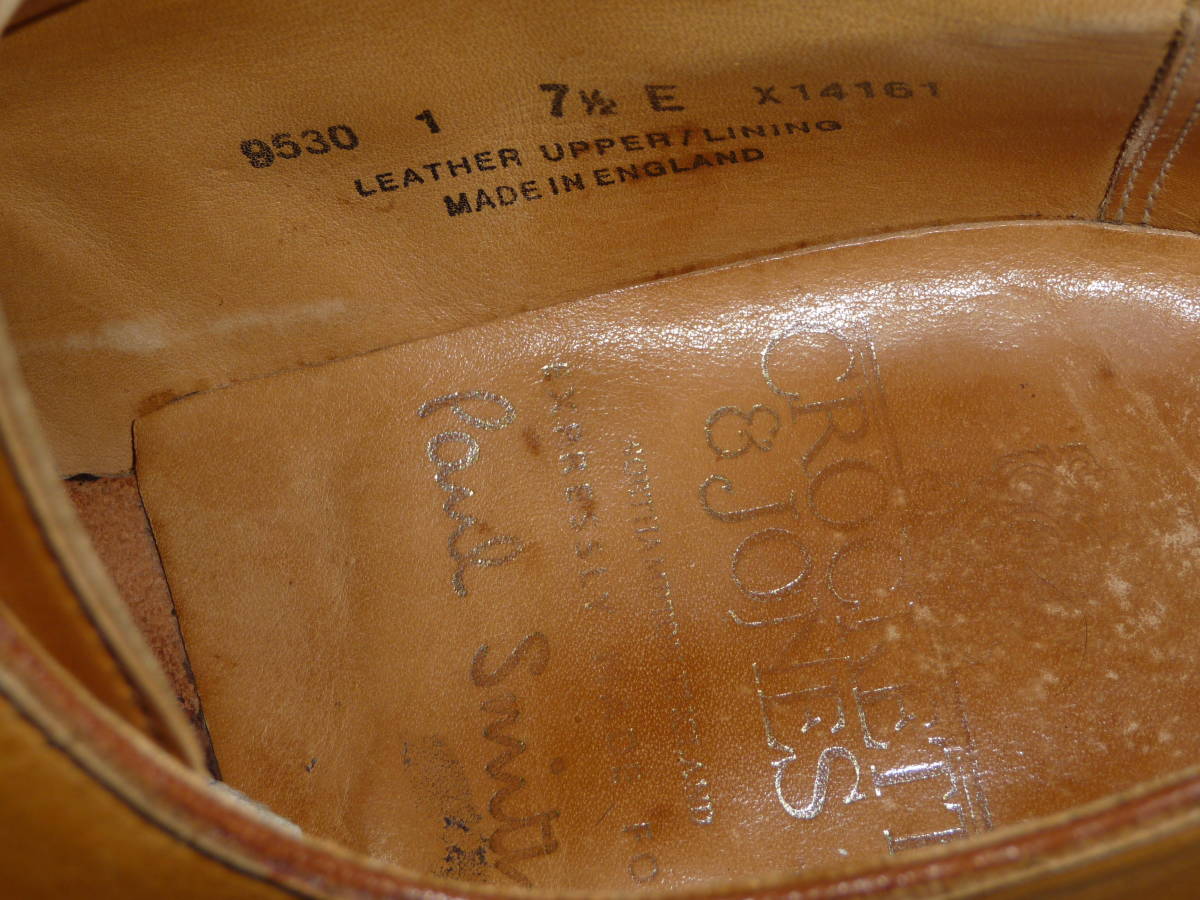 9530 1 7½ E X14161
LEATHER UPPER/LINING
MADE IN ENGLAND
CROCKETT
& JONES
EXPRESSLY
Paul Smith